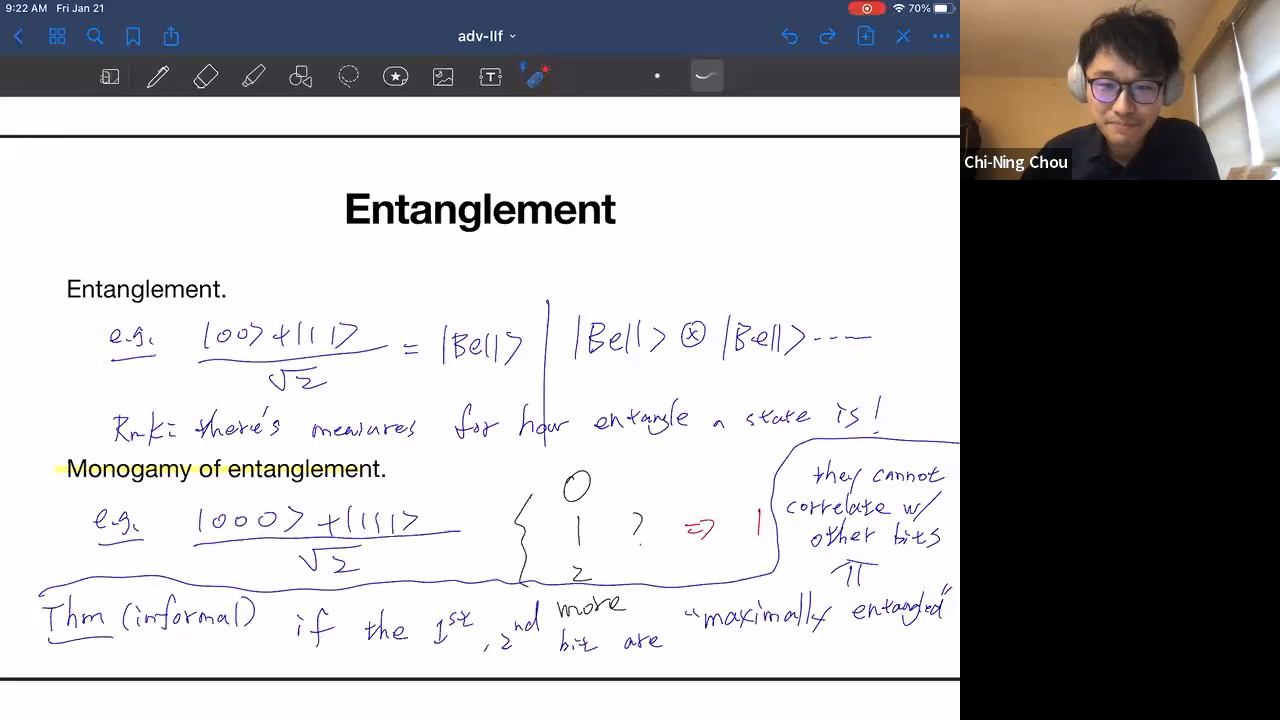 9:22 AM Fri Jan 21
70%
adv-llf
T
Chi-Ning Chou
Entanglement
Entanglement.
e.g. |00> + |11> / √2 = |Bell> | |Bell> ⊗ |Bell> ----
Rmk: there's measures for how entangle a state is!
Monogamy of entanglement.
e.g. |000> + |111> / √2 { 0 1 2 more ? => 1
they cannot
correlate w/
other bits
Thm (informal) if the 1st, 2nd bit are "maximally entangled"